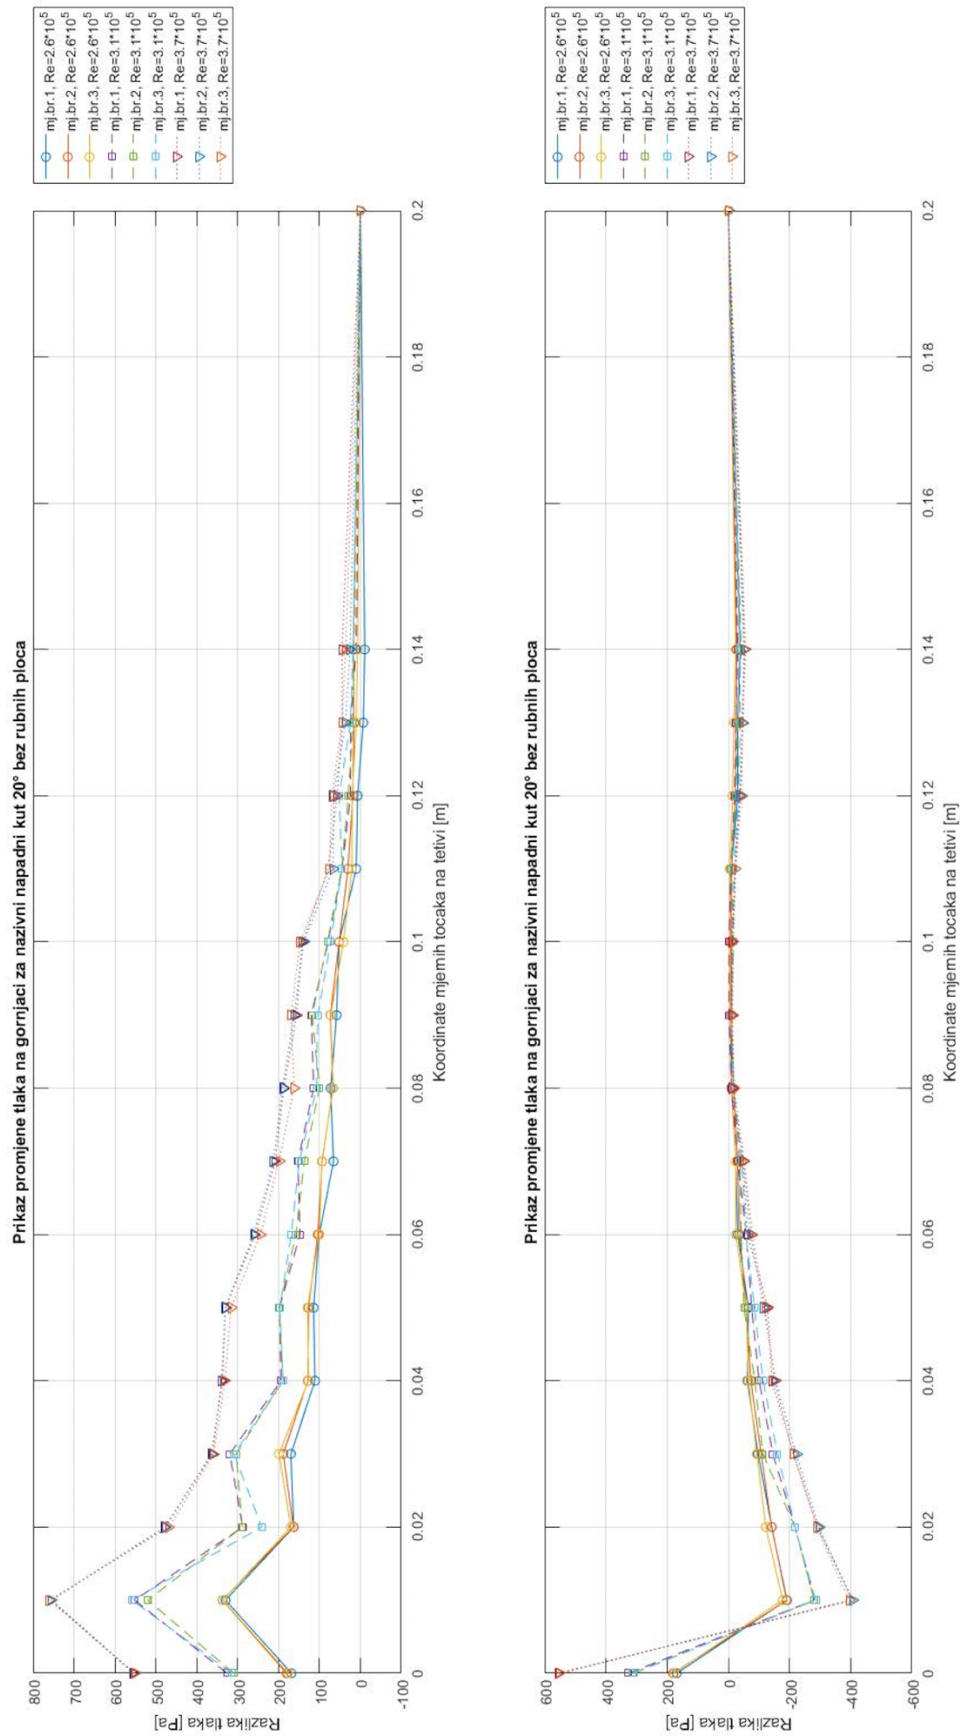 Prikaz promjene tlaka na gornjaci za nazivni napadni kut 20° bez rubnih ploca
800
700
600
500
400
300
200
100
0
-100
Razlika tlaka [Pa]
0
0.02
0.04
0.06
0.08
0.1
0.12
0.14
0.16
0.18
0.2
Koordinate mjernih tocaka na tetivi [m]
mj.br.1, Re=2.6*10^5
mj.br.2, Re=2.6*10^5
mj.br.3, Re=2.6*10^5
mj.br.1, Re=3.1*10^5
mj.br.2, Re=3.1*10^5
mj.br.3, Re=3.1*10^5
mj.br.1, Re=3.7*10^5
mj.br.2, Re=3.7*10^5
mj.br.3, Re=3.7*10^5
Prikaz promjene tlaka na gornjaci za nazivni napadni kut 20° bez rubnih ploca
600
400
200
0
-200
-400
-600
Razlika tlaka [Pa]
0
0.02
0.04
0.06
0.08
0.1
0.12
0.14
0.16
0.18
0.2
Koordinate mjernih tocaka na tetivi [m]
mj.br.1, Re=2.6*10^5
mj.br.2, Re=2.6*10^5
mj.br.3, Re=2.6*10^5
mj.br.1, Re=3.1*10^5
mj.br.2, Re=3.1*10^5
mj.br.3, Re=3.1*10^5
mj.br.1, Re=3.7*10^5
mj.br.2, Re=3.7*10^5
mj.br.3, Re=3.7*10^5